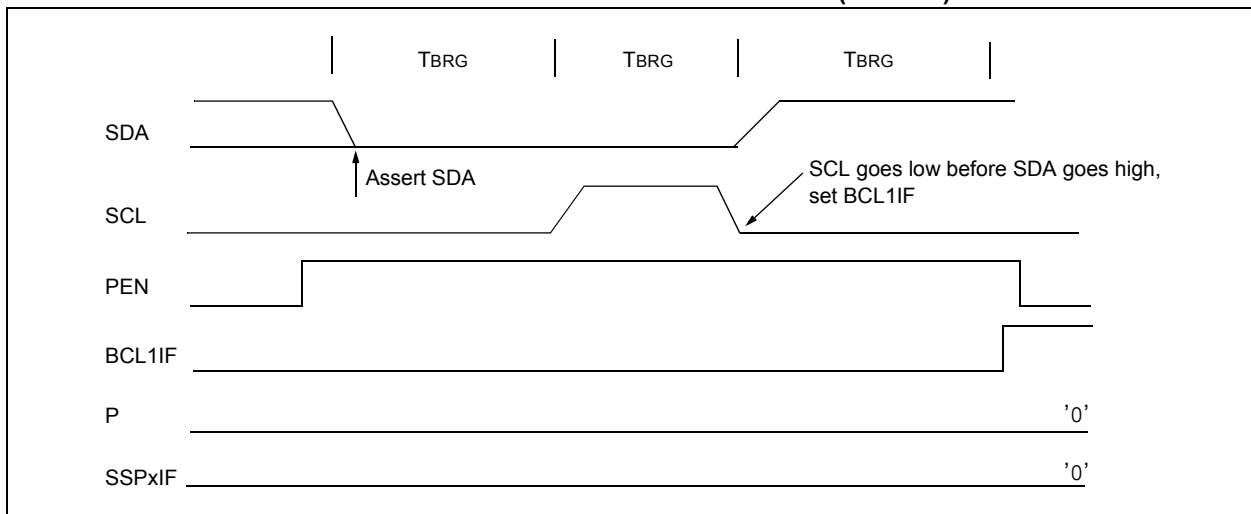 TBRG TBRG TBRG
SDA
Assert SDA
SCL goes low before SDA goes high,
set BCL1IF
SCL
PEN
BCL1IF
P '0'
SSPxIF '0'